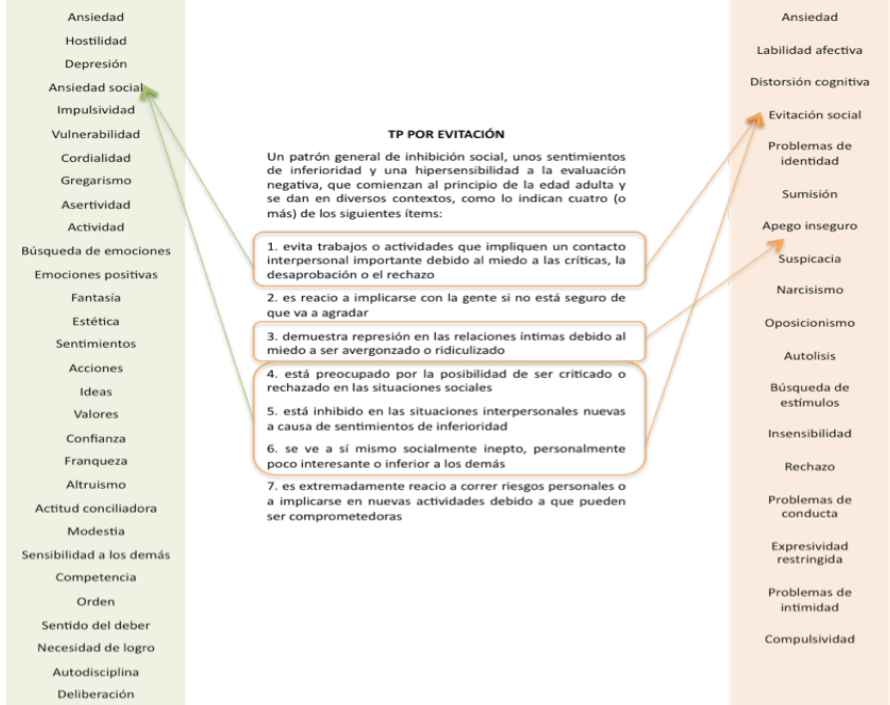 Ansiedad
Hostilidad
Depresión
Ansiedad social
Impulsividad
Vulnerabilidad
Cordialidad
Gregarismo
Asertividad
Actividad
Búsqueda de emociones
Emociones positivas
Fantasía
Estética
Sentimientos
Acciones
Ideas
Valores
Confianza
Franqueza
Altruismo
Actitud conciliadora
Modestia
Sensibilidad a los demás
Competencia
Orden
Sentido del deber
Necesidad de logro
Autodisciplina
Deliberación
TP POR EVITACIÓN
Un patrón general de inhibición social, unos sentimientos
de inferioridad y una hipersensibilidad a la evaluación
negativa, que comienzan al principio de la edad adulta y
se dan en diversos contextos, como lo indican cuatro (o
más) de los siguientes ítems:
1. evita trabajos o actividades que impliquen un contacto
interpersonal importante debido al miedo a las críticas, la
desaprobación o el rechazo
2. es reacio a implicarse con la gente si no está seguro de
que va a agradar
3. demuestra represión en las relaciones íntimas debido al
miedo a ser avergonzado o ridiculizado
4. está preocupado por la posibilidad de ser criticado o
rechazado en las situaciones sociales
5. está inhibido en las situaciones interpersonales nuevas
a causa de sentimientos de inferioridad
6. se ve a sí mismo socialmente inepto, personalmente
poco interesante o inferior a los demás
7. es extremadamente reacio a correr riesgos personales o
a implicarse en nuevas actividades debido a que pueden
ser comprometedoras
Ansiedad
Labilidad afectiva
Distorsión cognitiva
Evitación social
Problemas de
identidad
Sumisión
Apego inseguro
Suspicacia
Narcisismo
Oposicionismo
Autolisis
Búsqueda de
estímulos
Insensibilidad
Rechazo
Problemas de
conducta
Expresividad
restringida
Problemas de
intimidad
Compulsividad